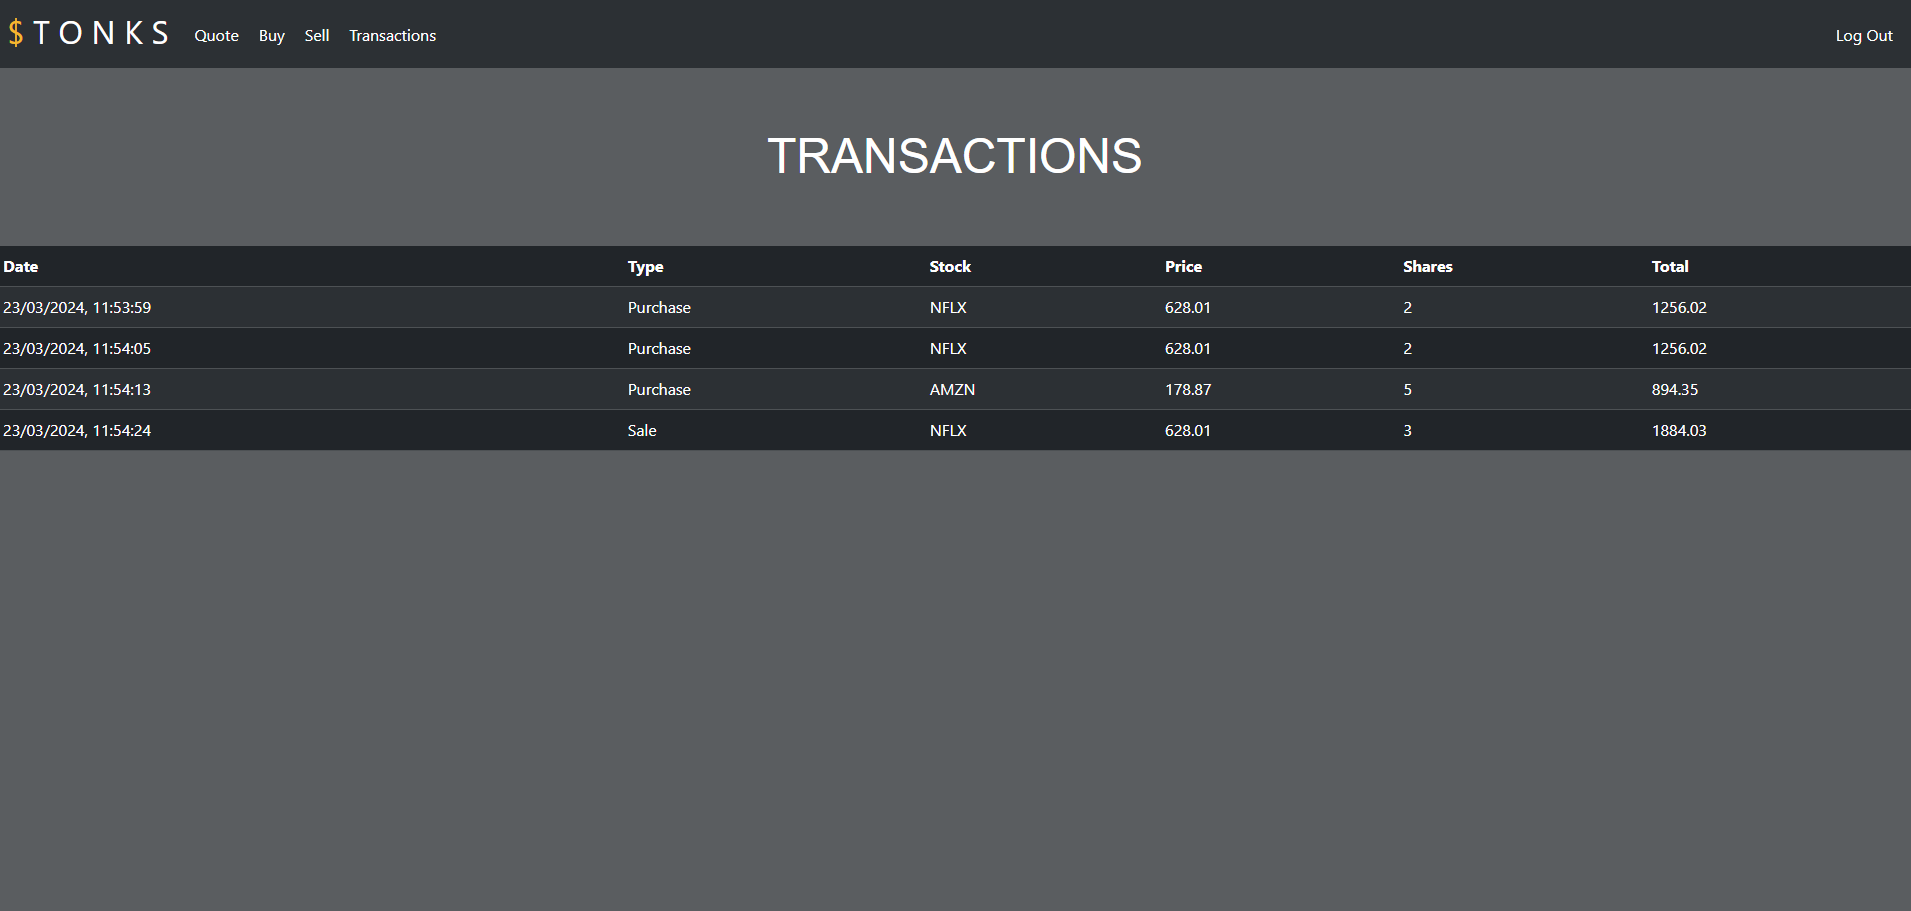 $TONKS Quote Buy Sell Transactions Log Out
TRANSACTIONS
Date Type Stock Price Shares Total
23/03/2024, 11:53:59 Purchase NFLX 628.01 2 1256.02
23/03/2024, 11:54:05 Purchase NFLX 628.01 2 1256.02
23/03/2024, 11:54:13 Purchase AMZN 178.87 5 894.35
23/03/2024, 11:54:24 Sale NFLX 628.01 3 1884.03